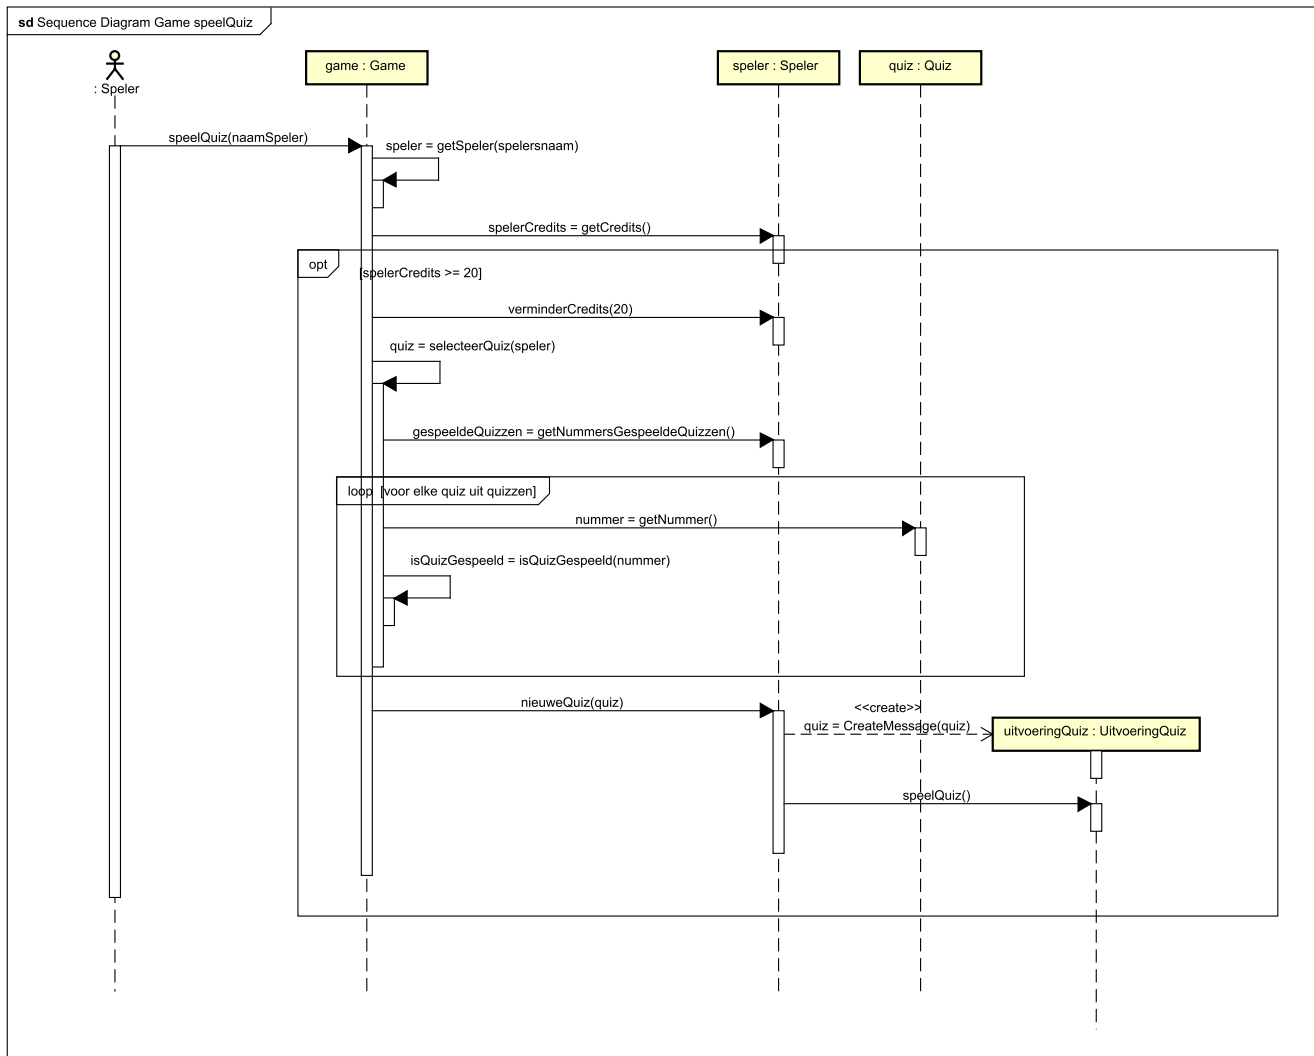 sd Sequence Diagram Game speelQuiz
: Speler
game : Game
speler : Speler
quiz : Quiz
speelQuiz(naamSpeler)
speler = getSpeler(spelersnaam)
spelerCredits = getCredits()
opt
[spelerCredits >= 20]
verminderCredits(20)
quiz = selecteerQuiz(speler)
gespeeldeQuizzen = getNummersGespeeldeQuizzen()
loop [voor elke quiz uit quizzen]
nummer = getNummer()
isQuizGespeeld = isQuizGespeeld(nummer)
nieuweQuiz(quiz)
<<create>>
quiz = CreateMessage(quiz)
uitvoeringQuiz : UitvoeringQuiz
speelQuiz()